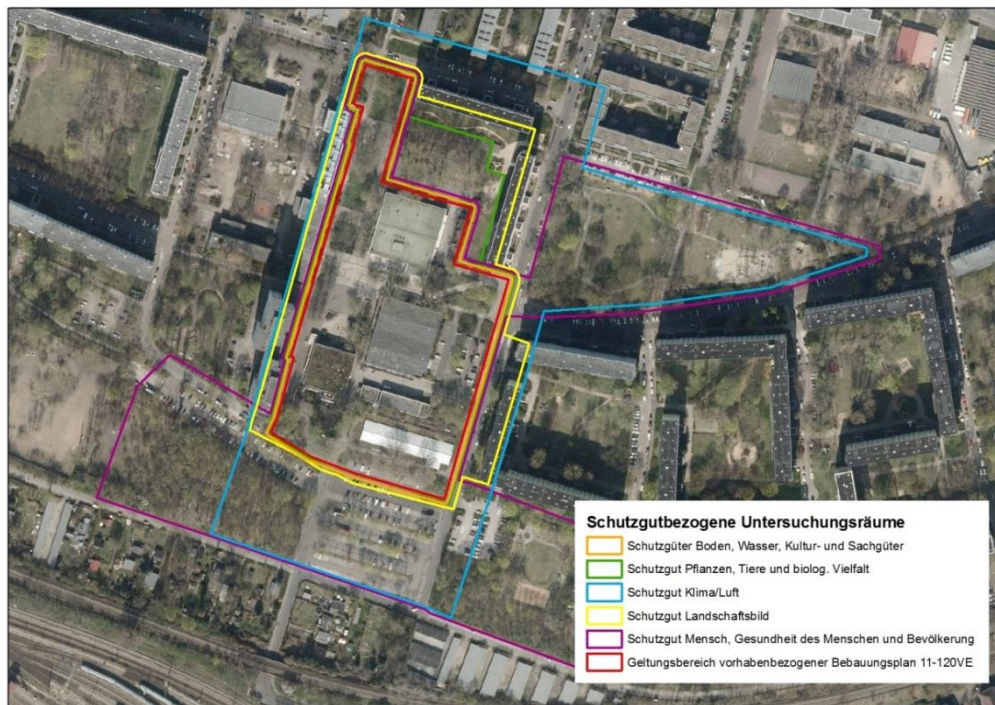 Schutzgutbezogene Untersuchungsräume
Schutzgüter Boden, Wasser, Kultur- und Sachgüter
Schutzgut Pflanzen, Tiere und biolog. Vielfalt
Schutzgut Klima/Luft
Schutzgut Landschaftsbild
Schutzgut Mensch, Gesundheit des Menschen und Bevölkerung
Geltungsbereich vorhabenbezogener Bebauungsplan 11-120VE